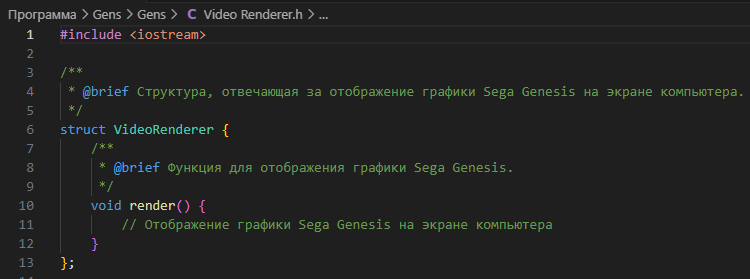 Программа > Gens > Gens > C Video Renderer.h > ...
1 #include <iostream>
2
3 /**
4 * @brief Структура, отвечающая за отображение графики Sega Genesis на экране компьютера.
5 */
6 struct VideoRenderer {
7 /**
8 * @brief Функция для отображения графики Sega Genesis.
9 */
10 void render() {
11 // Отображение графики Sega Genesis на экране компьютера
12 }
13 };
14